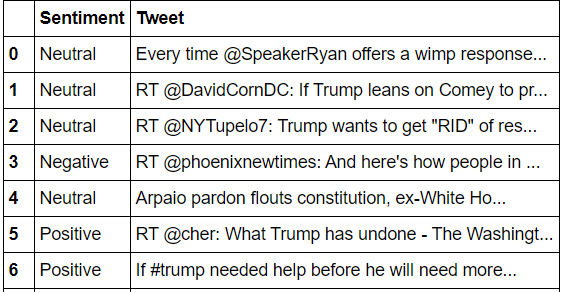 Sentiment Tweet
0 Neutral Every time @SpeakerRyan offers a wimp response...
1 Neutral RT @DavidCornDC: If Trump leans on Comey to pr...
2 Neutral RT @NYTupelo7: Trump wants to get "RID" of res...
3 Negative RT @phoenixnewtimes: And here's how people in ...
4 Neutral Arpaio pardon flouts constitution, ex-White Ho...
5 Positive RT @cher: What Trump has undone - The Washingt...
6 Positive If #trump needed help before he will need more...